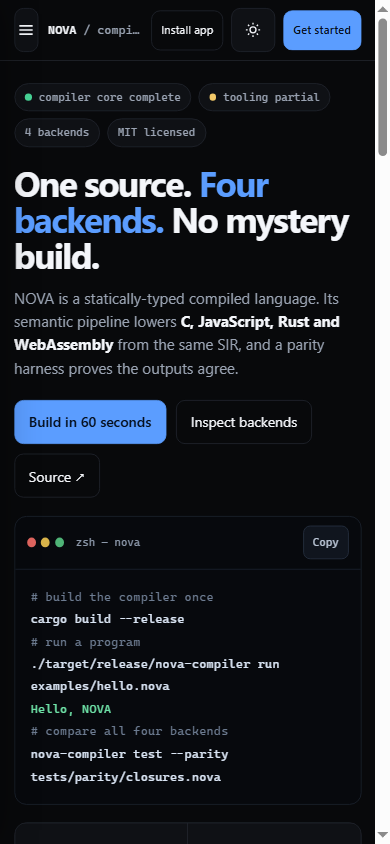 NOVA / compi…
Install app
Get started
compiler core complete
tooling partial
4 backends
MIT licensed
One source. Four
backends. No mystery
build.
NOVA is a statically-typed compiled language. Its
semantic pipeline lowers C, JavaScript, Rust and
WebAssembly from the same SIR, and a parity
harness proves the outputs agree.
Build in 60 seconds
Inspect backends
Source ↗
zsh — nova
Copy
# build the compiler once
cargo build --release
# run a program
./target/release/nova-compiler run
examples/hello.nova
Hello, NOVA
# compare all four backends
nova-compiler test --parity
tests/parity/closures.nova